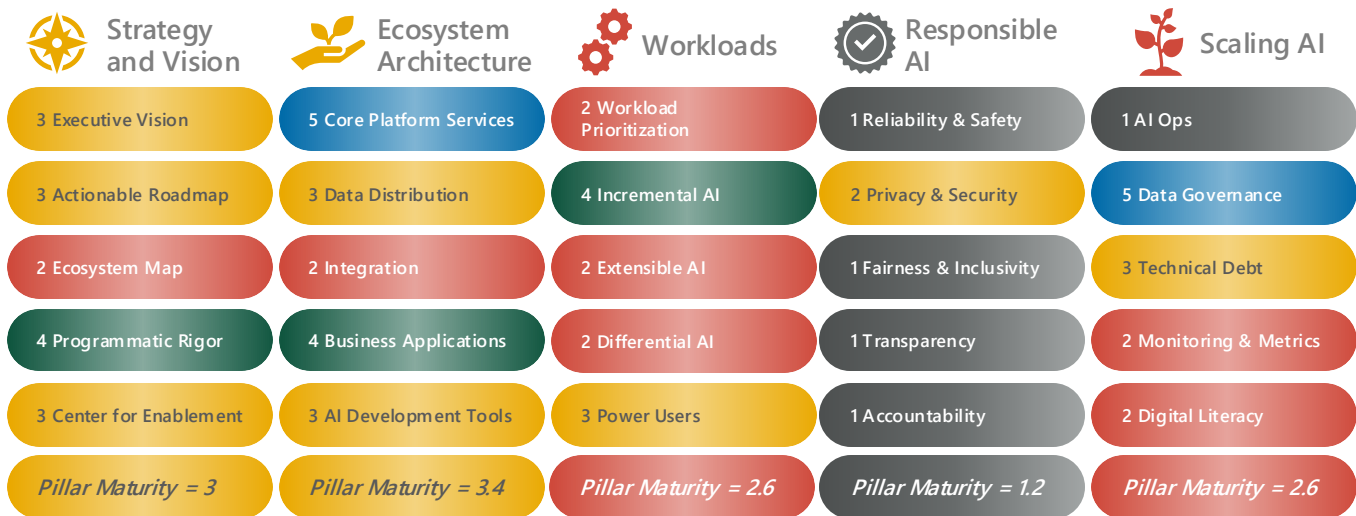 Strategy
and Vision
Ecosystem
Architecture
Workloads
Responsible
AI
Scaling AI
3 Executive Vision
5 Core Platform Services
2 Workload
Prioritization
1 Reliability & Safety
1 AI Ops
3 Actionable Roadmap
3 Data Distribution
4 Incremental AI
2 Privacy & Security
5 Data Governance
2 Ecosystem Map
2 Integration
2 Extensible AI
1 Fairness & Inclusivity
3 Technical Debt
4 Programmatic Rigor
4 Business Applications
2 Differential AI
1 Transparency
2 Monitoring & Metrics
3 Center for Enablement
3 AI Development Tools
3 Power Users
1 Accountability
2 Digital Literacy
Pillar Maturity = 3
Pillar Maturity = 3.4
Pillar Maturity = 2.6
Pillar Maturity = 1.2
Pillar Maturity = 2.6